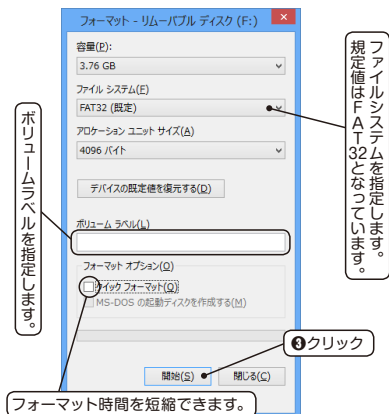 フォーマット - リムーバブル ディスク (F:)
容量(P):
3.76 GB
ファイル システム(F)
FAT32 (既定)
アロケーション ユニット サイズ(A)
4096 バイト
デバイスの既定値を復元する(D)
ボリューム ラベル(L)
フォーマット オプション(O)
クイック フォーマット(Q)
MS-DOS の起動ディスクを作成する(M)
開始(S)
閉じる(C)
ファイルシステムを指定します。
規定値はFAT32となっています。
ボリュームラベルを指定します。
❸クリック
フォーマット時間を短縮できます。